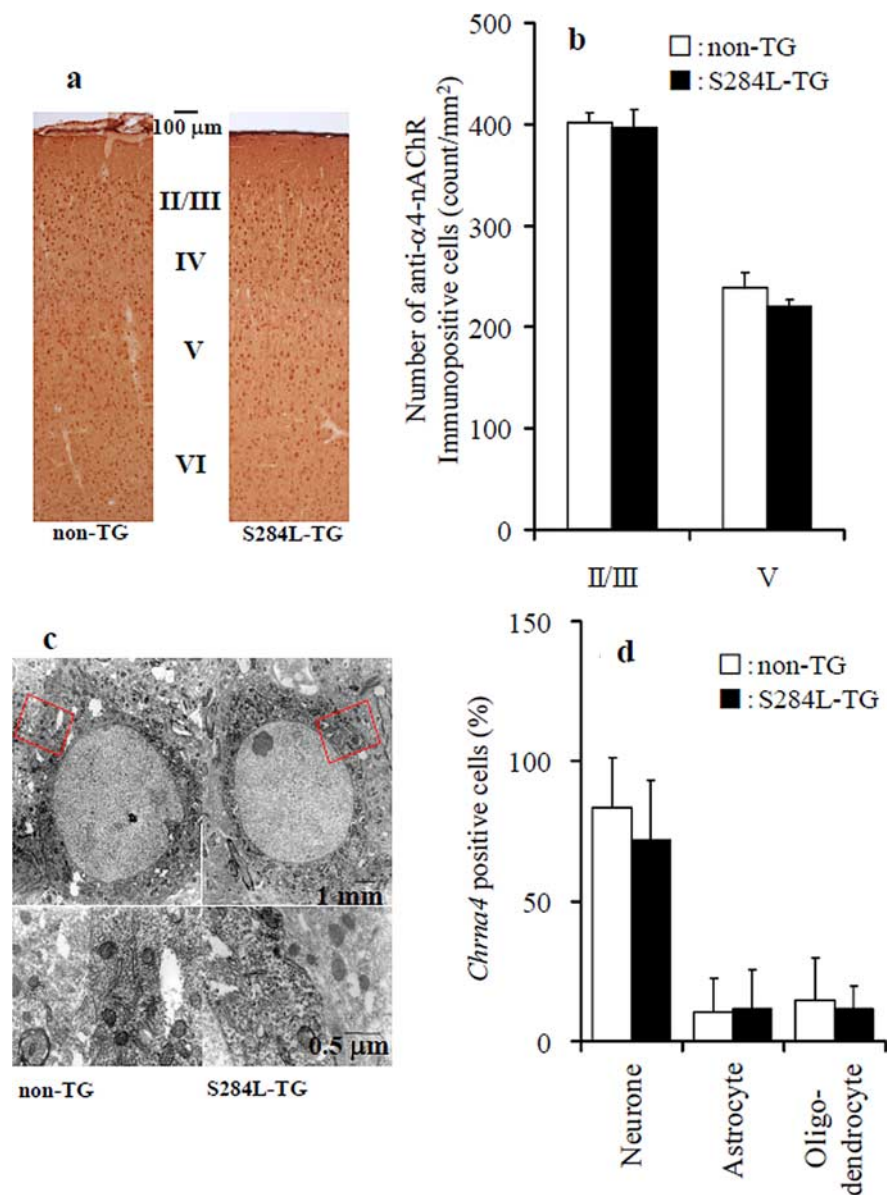 a
100 μm
II/III
IV
V
VI
non-TG
S284L-TG
b
: non-TG
: S284L-TG
Number of anti-α4-nAChR
Immunopositive cells (count/mm²)
500
400
300
200
100
0
II/III
V
c
1 mm
0.5 μm
non-TG
S284L-TG
d
: non-TG
: S284L-TG
Chrna4 positive cells (%)
150
100
50
0
Neurone
Astrocyte
Oligo-
dendrocyte